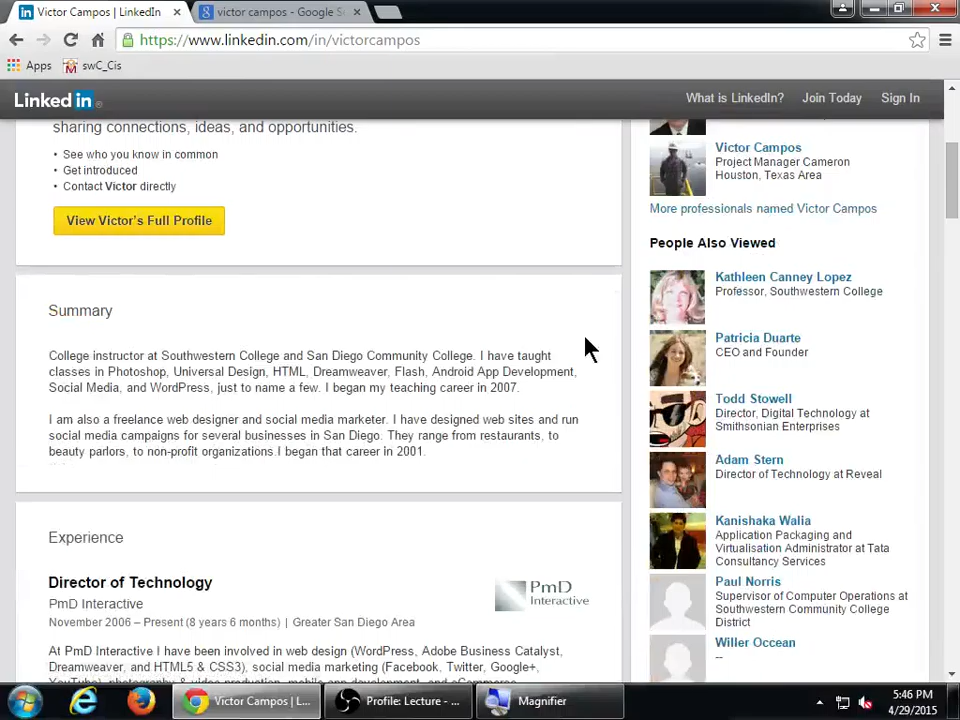 Victor Campos | LinkedIn
victor campos - Google Se
https://www.linkedin.com/in/victorcampos
Apps
swC_Cis
Linked in
What is LinkedIn?
Join Today
Sign In
sharing connections, ideas, and opportunities.
• See who you know in common
• Get introduced
• Contact Victor directly
View Victor's Full Profile
Summary
College instructor at Southwestern College and San Diego Community College. I have taught
classes in Photoshop, Universal Design, HTML, Dreamweaver, Flash, Android App Development,
Social Media, and WordPress, just to name a few. I began my teaching career in 2007.
I am also a freelance web designer and social media marketer. I have designed web sites and run
social media campaigns for several businesses in San Diego. They range from restaurants, to
beauty parlors, to non-profit organizations.I began that career in 2001.
Experience
Director of Technology
PmD Interactive
November 2006 – Present (8 years 6 months) | Greater San Diego Area
PmD
Interactive
At PmD Interactive I have been involved in web design (WordPress, Adobe Business Catalyst,
Dreamweaver, and HTML5 & CSS3), social media marketing (Facebook, Twitter, Google+,
YouTube), photography & video production, mobile app development, and eCommerce
Victor Campos
Project Manager Cameron
Houston, Texas Area
More professionals named Victor Campos
People Also Viewed
Kathleen Canney Lopez
Professor, Southwestern College
Patricia Duarte
CEO and Founder
Todd Stowell
Director, Digital Technology at
Smithsonian Enterprises
Adam Stern
Director of Technology at Reveal
Kanishaka Walia
Application Packaging and
Virtualisation Administrator at Tata
Consultancy Services
Paul Norris
Supervisor of Computer Operations at
Southwestern Community College
District
Willer Occean
--
Victor Campos | L...
Profile: Lecture - ...
Magnifier
5:46 PM
4/29/2015